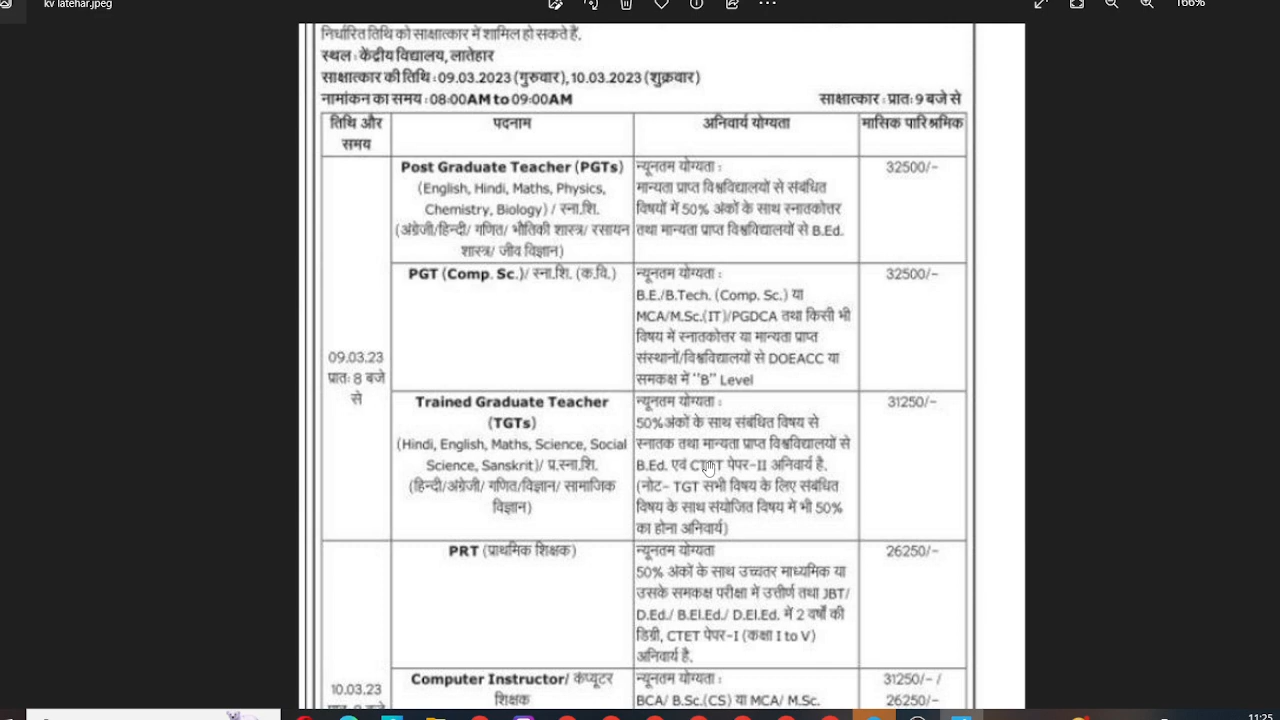 kv latehar.jpeg
166%
निर्धारित तिथि को साक्षात्कार में शामिल हो सकते हैं.
स्थल : केंद्रीय विद्यालय, लातेहार
साक्षात्कार की तिथि : 09.03.2023 (गुरुवार), 10.03.2023 (शुक्रवार)
नामांकन का समय : 08:00AM to 09:00AM साक्षात्कार : प्रातः 9 बजे से
तिथि और
समय
पदनाम
अनिवार्य योग्यता
मासिक पारिश्रमिक
09.03.23
प्रातः 8 बजे
से
Post Graduate Teacher (PGTs)
(English, Hindi, Maths, Physics,
Chemistry, Biology) / स्ना.शि.
(अंग्रेजी/हिन्दी/ गणित/ भौतिकी शास्त्र/ रसायन
शास्त्र/ जीव विज्ञान)
न्यूनतम योग्यता :
मान्यता प्राप्त विश्वविद्यालयों से संबंधित
विषयों में 50% अंकों के साथ स्नातकोत्तर
तथा मान्यता प्राप्त विश्वविद्यालयों से B.Ed.
32500/-
PGT (Comp. Sc.)/ स्ना.शि. (क.वि.)
न्यूनतम योग्यता :
B.E./B.Tech. (Comp. Sc.) या
MCA/M.Sc.(IT)/PGDCA तथा किसी भी
विषय में स्नातकोत्तर या मान्यता प्राप्त
संस्थानों/विश्वविद्यालयों से DOEACC या
समकक्ष में "B" Level
32500/-
Trained Graduate Teacher
(TGTs)
(Hindi, English, Maths, Science, Social
Science, Sanskrit)/ प्र.स्ना.शि.
(हिन्दी/अंग्रेजी/ गणित/विज्ञान/ सामाजिक
विज्ञान)
न्यूनतम योग्यता :
50%अंकों के साथ संबंधित विषय से
स्नातक तथा मान्यता प्राप्त विश्वविद्यालयों से
B.Ed. एवं CTET पेपर-II अनिवार्य है.
(नोट- TGT सभी विषय के लिए संबंधित
विषय के साथ संयोजित विषय में भी 50%
का होना अनिवार्य)
31250/-
10.03.23
PRT (प्राथमिक शिक्षक)
न्यूनतम योग्यता
50% अंकों के साथ उच्चतर माध्यमिक या
उसके समकक्ष परीक्षा में उत्तीर्ण तथा JBT/
D.Ed./ B.El.Ed./ D.El.Ed. में 2 वर्षों की
डिग्री, CTET पेपर-I (कक्षा I to V)
अनिवार्य है.
26250/-
Computer Instructor/ कंप्यूटर
शिक्षक
न्यूनतम योग्यता :
BCA/ B.Sc.(CS) या MCA/ M.Sc.
31250/- /
26250/-
11:25